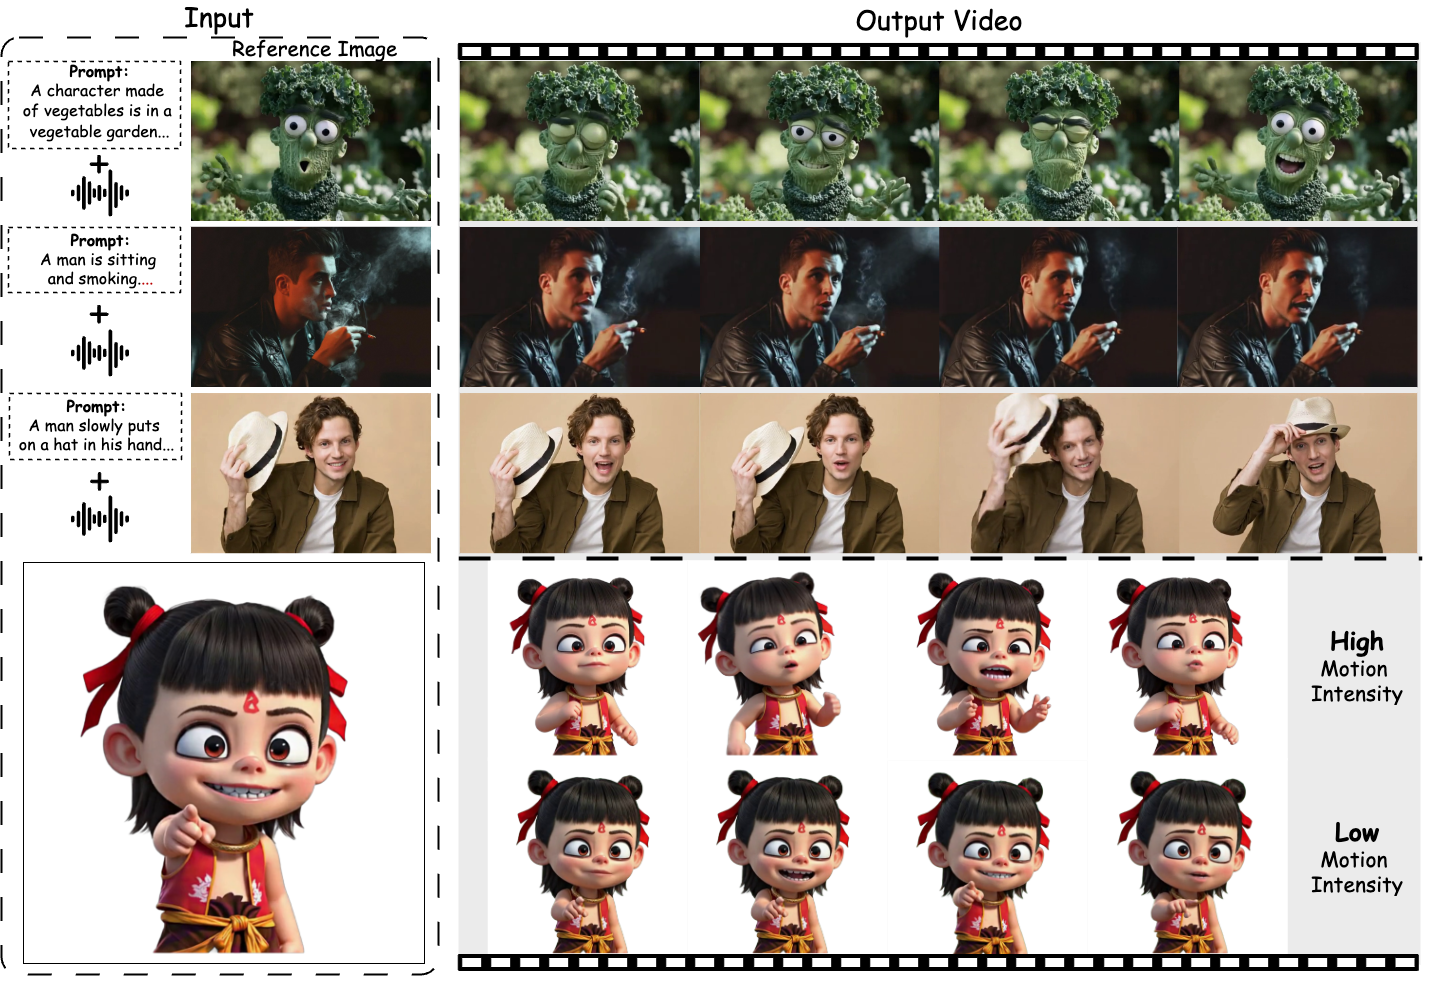 Input
Output Video
Reference Image
Prompt:
A character made
of vegetables is in a
vegetable garden...
+
Prompt:
A man is sitting
and smoking....
+
Prompt:
A man slowly puts
on a hat in his hand...
+
High
Motion
Intensity
Low
Motion
Intensity